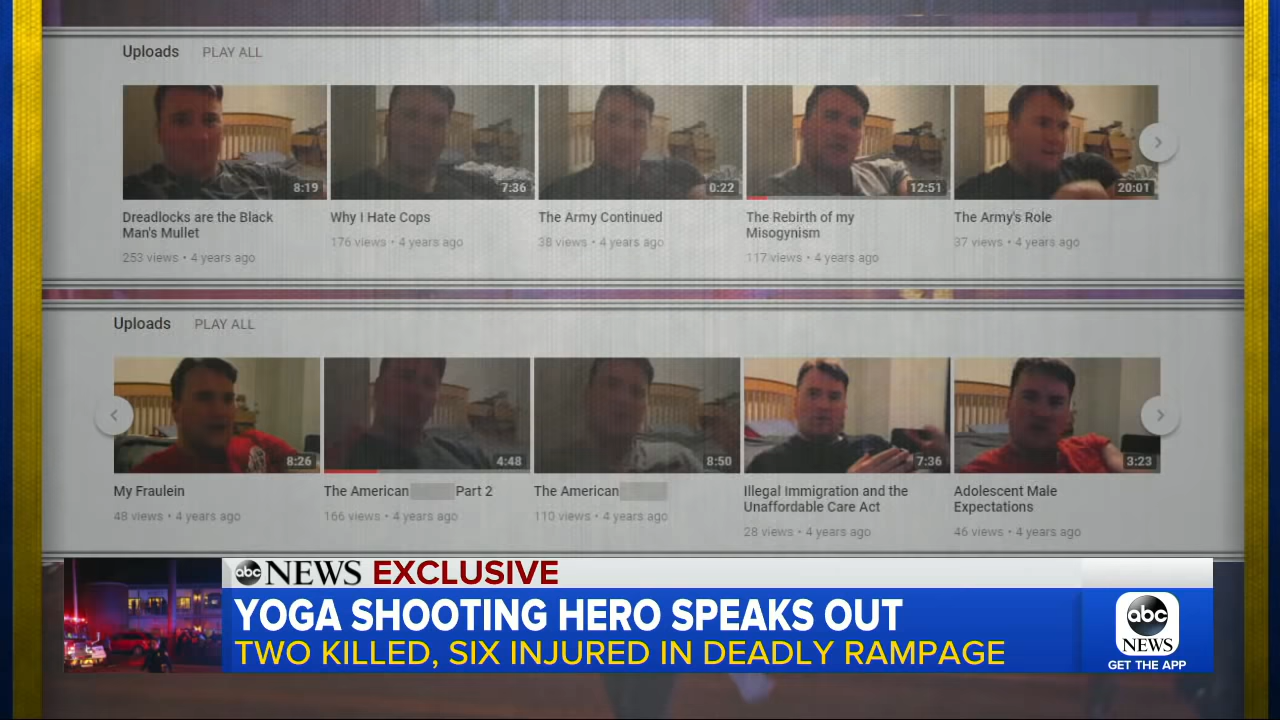 Uploads PLAY ALL
8:19 7:36 0:22 12:51 20:01
Dreadlocks are the Black Why I Hate Cops The Army Continued The Rebirth of my The Army's Role
Man's Mullet 176 views • 4 years ago 38 views • 4 years ago Misogynism 37 views • 4 years ago
253 views • 4 years ago 117 views • 4 years ago
Uploads PLAY ALL
8:26 4:48 8:50 7:36 3:23
My Fraulein The American Part 2 The American Illegal Immigration and the Adolescent Male
48 views • 4 years ago 166 views • 4 years ago 110 views • 4 years ago Unaffordable Care Act Expectations
28 views • 4 years ago 46 views • 4 years ago
abc NEWS EXCLUSIVE
YOGA SHOOTING HERO SPEAKS OUT
TWO KILLED, SIX INJURED IN DEADLY RAMPAGE
abc
NEWS
GET THE APP